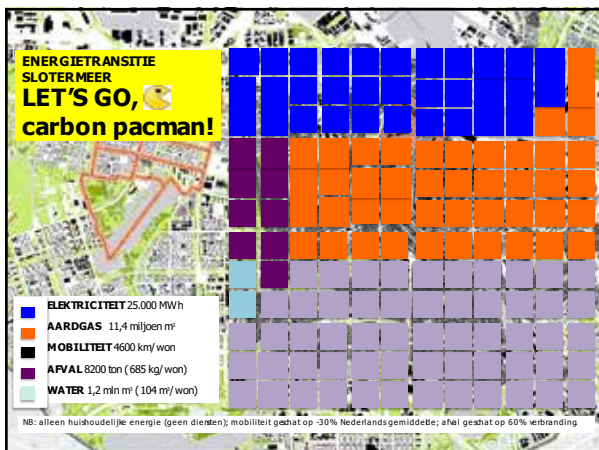 ENERGIETRANSITIE
SLOTERMEER
LET'S GO,
carbon pacman!
ELEKTRICITEIT 25.000 MWh
AARDGAS 11,4 miljoen m³
MOBILITEIT 4600 km/won
AFVAL 8200 ton (685 kg/won)
WATER 1,2 mln m³ (104 m³/won)
NB: alleen huishoudelijke energie (geen diensten); mobiliteit geschat op -30% Nederlands gemiddelde; afval geschat op 60% verbranding